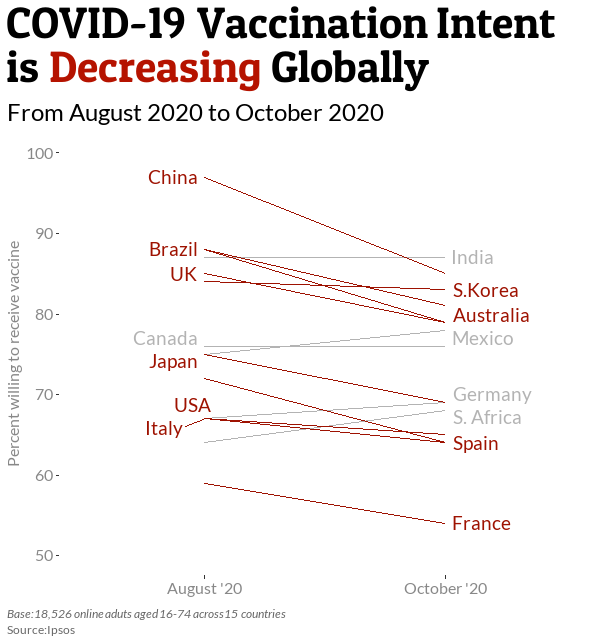 COVID-19 Vaccination Intent
is Decreasing Globally
From August 2020 to October 2020
Percent willing to receive vaccine
100
90
80
70
60
50
China
Brazil
UK
Canada
Japan
USA
Italy
India
S.Korea
Australia
Mexico
Germany
S. Africa
Spain
France
August '20
October '20
Base:18,526 online aduts aged 16-74 across 15 countries
Source:Ipsos